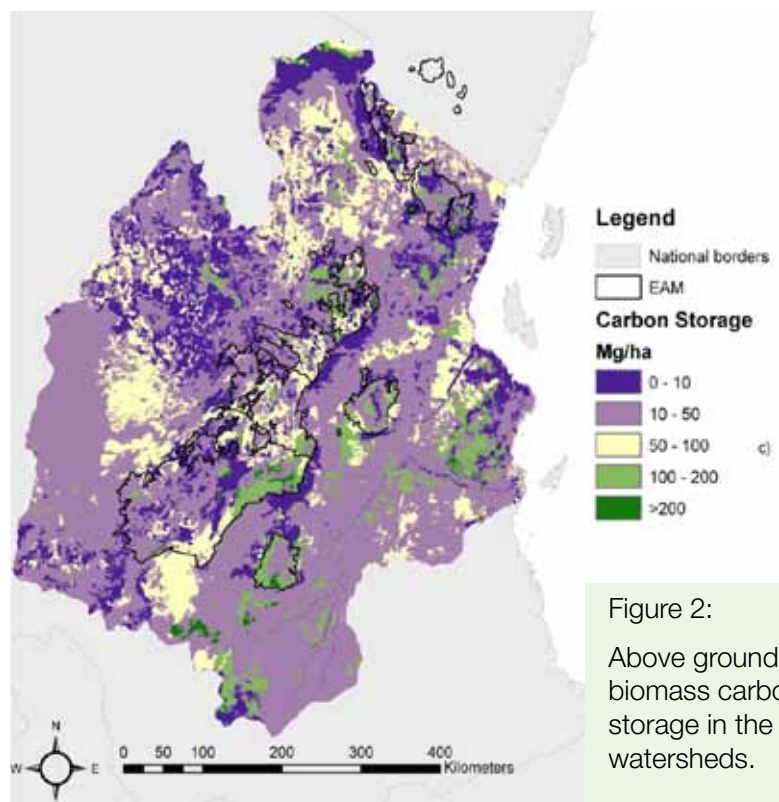 Legend
National borders
EAM
Carbon Storage
Mg/ha
0 - 10
10 - 50
50 - 100
c)
100 - 200
>200
Figure 2:
Above ground
biomass carbo
storage in the
watersheds.
N
W
E
S
0 50 100 200 300 400
Kilometers